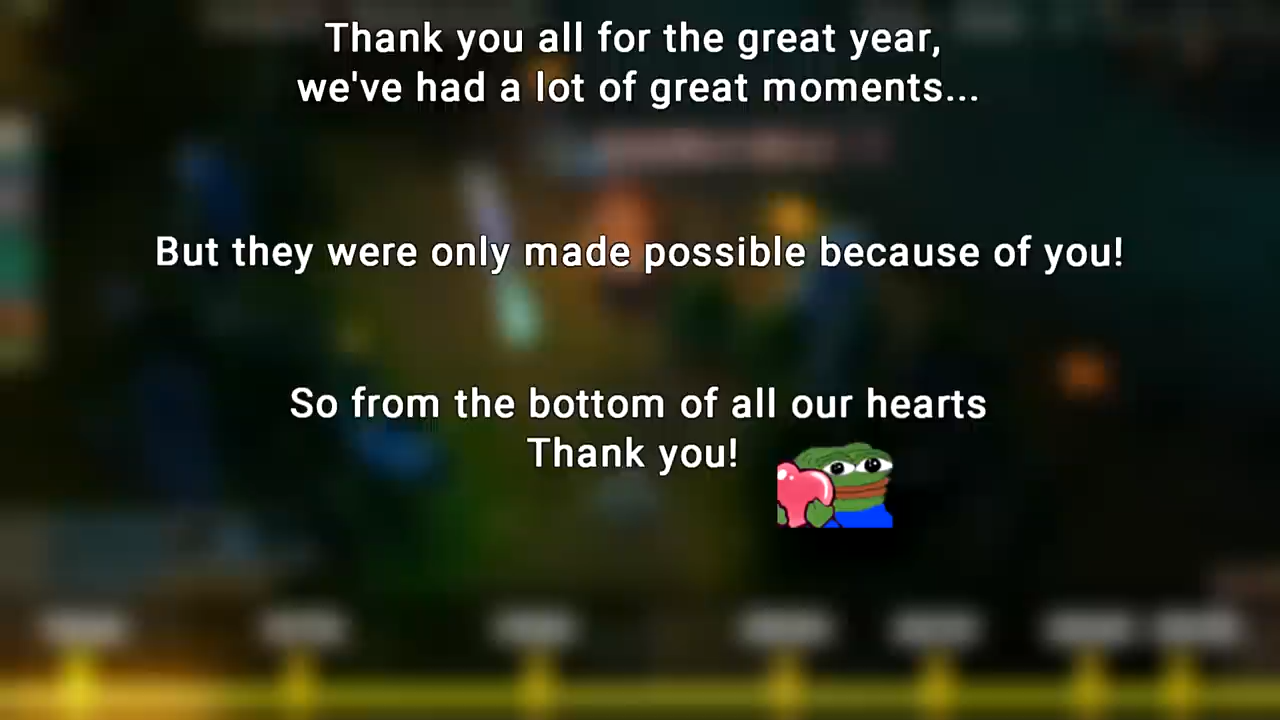 Thank you all for the great year,
we've had a lot of great moments...
But they were only made possible because of you!
So from the bottom of all our hearts
Thank you!